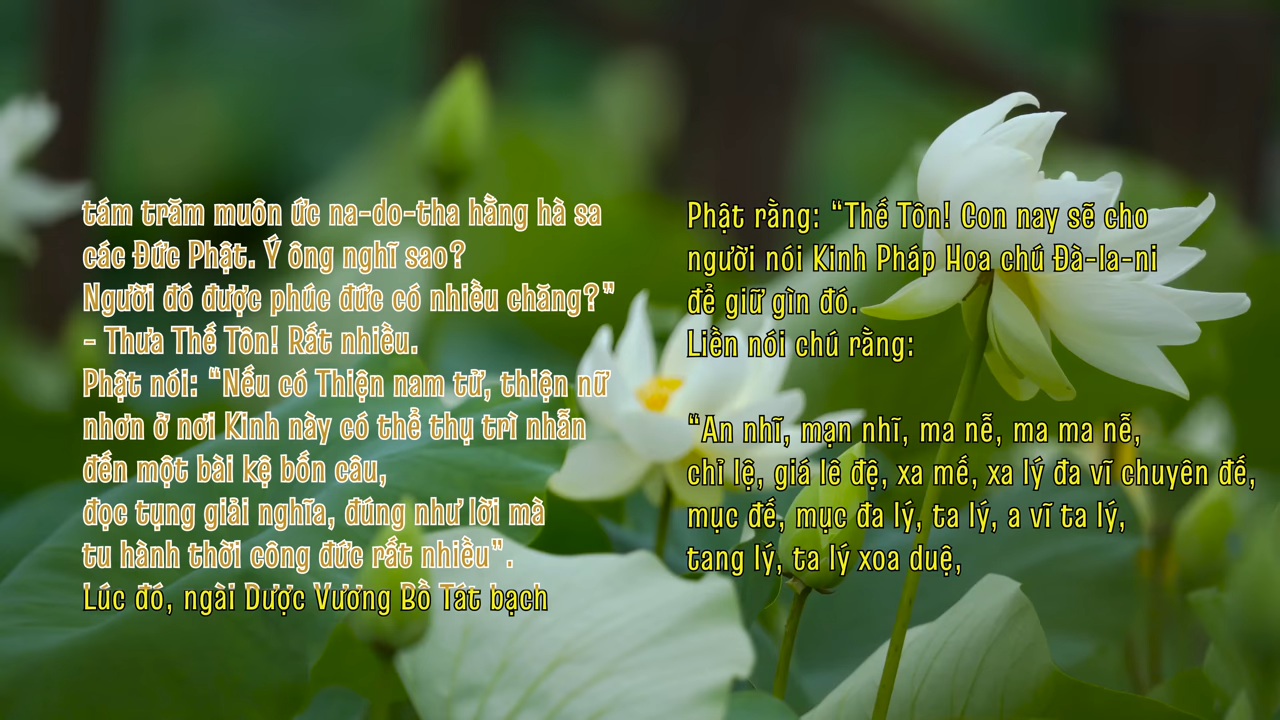 tám trăm muôn ức na-do-tha hằng hà sa
các Đức Phật. Ý ông nghĩ sao?
Người đó được phúc đức có nhiều chăng?"
- Thưa Thế Tôn! Rất nhiều.
Phật nói: "Nếu có Thiện nam tử, thiện nữ
nhơn ở nơi Kinh này có thể thụ trì nhẫn
đến một bài kệ bốn câu,
đọc tụng giải nghĩa, đúng như lời mà
tu hành thời công đức rất nhiều".
Lúc đó, ngài Dược Vương Bồ Tát bạch
Phật rằng: "Thế Tôn! Con nay sẽ cho
người nói Kinh Pháp Hoa chú Đà-la-ni
để giữ gìn đó.
Liền nói chú rằng:
"An nhĩ, mạn nhĩ, ma nễ, ma ma nễ,
chỉ lệ, giá lê đệ, xa mế, xa lý đa vĩ chuyên đế,
mục đế, mục đa lý, ta lý, a vĩ ta lý,
tang lý, ta lý xoa duệ,